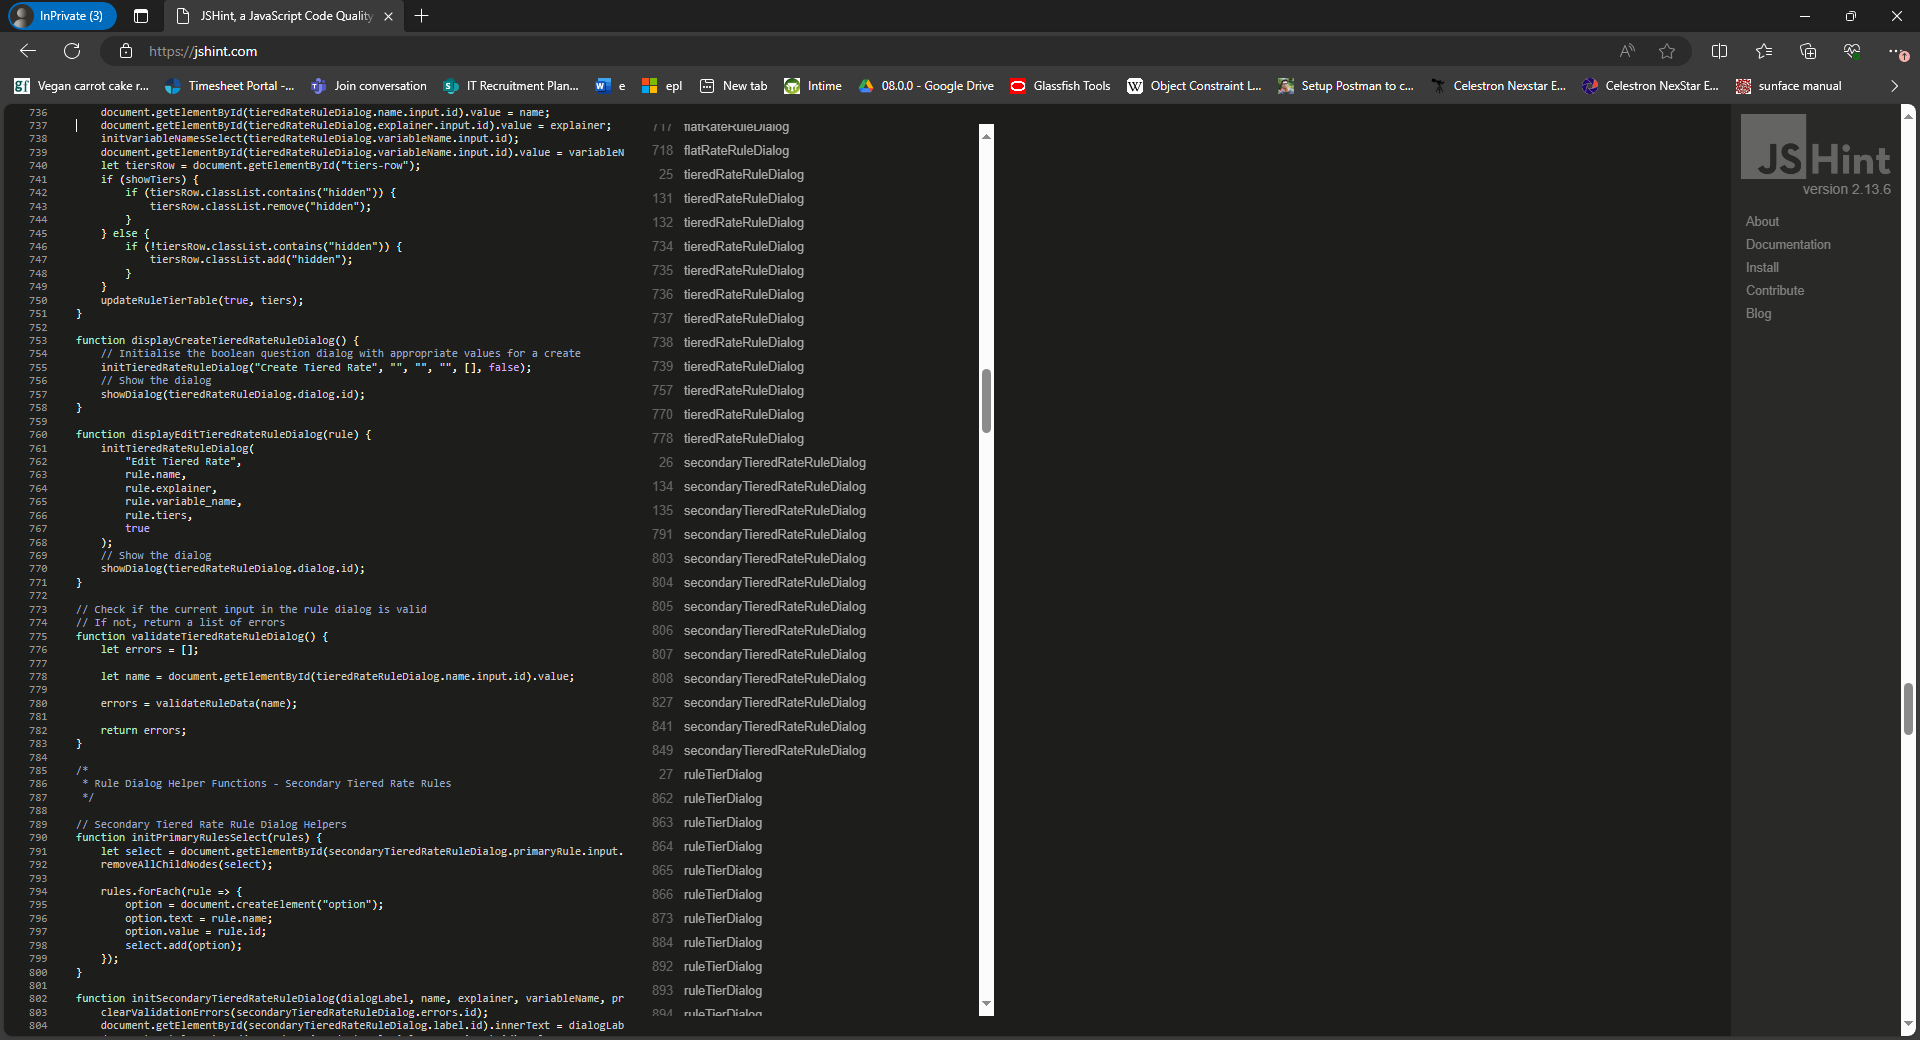 InPrivate (3)
JSHint, a JavaScript Code Quality
https://jshint.com
Vegan carrot cake r...
Timesheet Portal -...
Join conversation
IT Recruitment Plan...
e
epl
New tab
Intime
08.0.0 - Google Drive
Glassfish Tools
Object Constraint L...
Setup Postman to c...
Celestron Nexstar E...
Celestron NexStar E...
sunface manual
736 document.getElementById(tieredRateRuleDialog.name.input.id).value = name;
737 document.getElementById(tieredRateRuleDialog.explainer.input.id).value = explainer;
738 initVariableNamesSelect(tieredRateRuleDialog.variableName.input.id);
739 document.getElementById(tieredRateRuleDialog.variableName.input.id).value = variableN
740 let tiersRow = document.getElementById("tiers-row");
741 if (showTiers) {
742 if (tiersRow.classList.contains("hidden")) {
743 tiersRow.classList.remove("hidden");
744 }
745 } else {
746 if (!tiersRow.classList.contains("hidden")) {
747 tiersRow.classList.add("hidden");
748 }
749 }
750 updateRuleTierTable(true, tiers);
751 }
752
753 function displayCreateTieredRateRuleDialog() {
754 // Initialise the boolean question dialog with appropriate values for a create
755 initTieredRateRuleDialog("Create Tiered Rate", "", "", "", [], false);
756 // Show the dialog
757 showDialog(tieredRateRuleDialog.dialog.id);
758 }
759
760 function displayEditTieredRateRuleDialog(rule) {
761 initTieredRateRuleDialog(
762 "Edit Tiered Rate",
763 rule.name,
764 rule.explainer,
765 rule.variable_name,
766 rule.tiers,
767 true
768 );
769 // Show the dialog
770 showDialog(tieredRateRuleDialog.dialog.id);
771 }
772
773 // Check if the current input in the rule dialog is valid
774 // If not, return a list of errors
775 function validateTieredRateRuleDialog() {
776 let errors = [];
777
778 let name = document.getElementById(tieredRateRuleDialog.name.input.id).value;
779
780 errors = validateRuleData(name);
781
782 return errors;
783 }
784
785 /*
786 * Rule Dialog Helper Functions - Secondary Tiered Rate Rules
787 */
788
789 // Secondary Tiered Rate Rule Dialog Helpers
790 function initPrimaryRulesSelect(rules) {
791 let select = document.getElementById(secondaryTieredRateRuleDialog.primaryRule.input.
792 removeAllChildNodes(select);
793
794 rules.forEach(rule => {
795 option = document.createElement("option");
796 option.text = rule.name;
797 option.value = rule.id;
798 select.add(option);
799 });
800 }
801
802 function initSecondaryTieredRateRuleDialog(dialogLabel, name, explainer, variableName, pr
803 clearValidationErrors(secondaryTieredRateRuleDialog.errors.id);
804 document.getElementById(secondaryTieredRateRuleDialog.label.id).innerText = dialogLab
717 flatRateRuleDialog
718 flatRateRuleDialog
25 tieredRateRuleDialog
131 tieredRateRuleDialog
132 tieredRateRuleDialog
734 tieredRateRuleDialog
735 tieredRateRuleDialog
736 tieredRateRuleDialog
737 tieredRateRuleDialog
738 tieredRateRuleDialog
739 tieredRateRuleDialog
757 tieredRateRuleDialog
770 tieredRateRuleDialog
778 tieredRateRuleDialog
26 secondaryTieredRateRuleDialog
134 secondaryTieredRateRuleDialog
135 secondaryTieredRateRuleDialog
791 secondaryTieredRateRuleDialog
803 secondaryTieredRateRuleDialog
804 secondaryTieredRateRuleDialog
805 secondaryTieredRateRuleDialog
806 secondaryTieredRateRuleDialog
807 secondaryTieredRateRuleDialog
808 secondaryTieredRateRuleDialog
827 secondaryTieredRateRuleDialog
841 secondaryTieredRateRuleDialog
849 secondaryTieredRateRuleDialog
27 ruleTierDialog
862 ruleTierDialog
863 ruleTierDialog
864 ruleTierDialog
865 ruleTierDialog
866 ruleTierDialog
873 ruleTierDialog
884 ruleTierDialog
892 ruleTierDialog
893 ruleTierDialog
894 ruleTierDialog
JSHint
version 2.13.6
About
Documentation
Install
Contribute
Blog